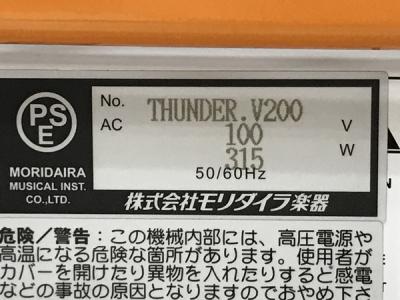 PSE
MORIDAIRA
MUSICAL INST.
CO.,LTD.
No. THUNDER.V200
AC 100 V
315 W
50/60Hz
株式会社モリダイラ楽器
危険/警告：この機械内部には、高圧電源や
高温になる危険な箇所があります。使用者が
カバーを開けたり異物を入れたりすると感電
などの事故の原因となりますのでおやめ下さ